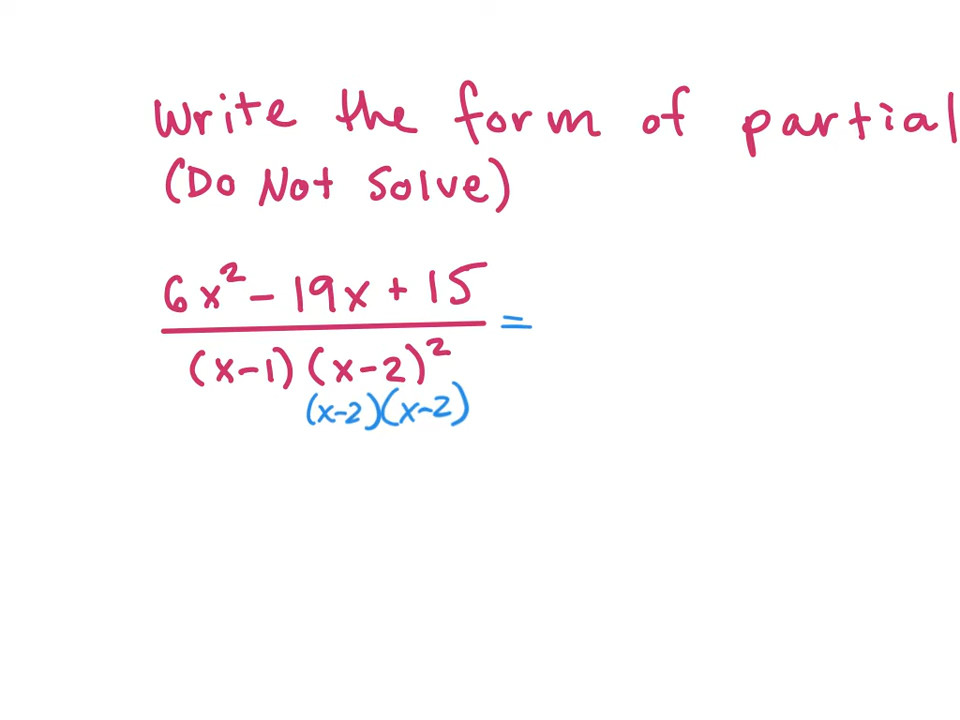 Write the form of partial
(Do Not Solve)
6x² - 19x + 15
=
(x-1)(x-2)²
(x-2)(x-2)